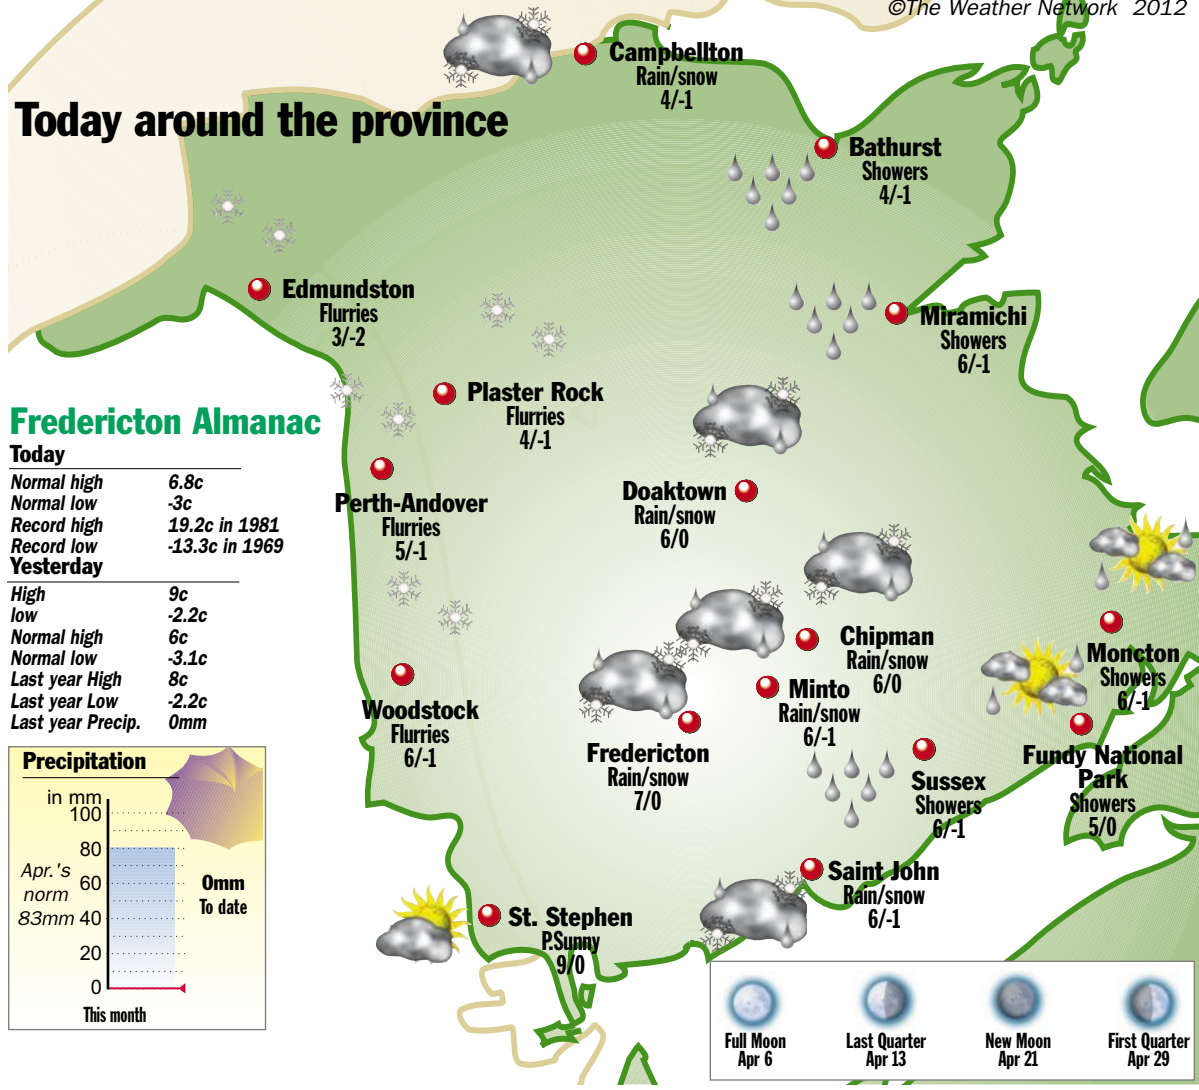 ©The Weather Network 2012
Today around the province
Campbellton
Rain/snow
4/-1
Bathurst
Showers
4/-1
Edmundston
Flurries
3/-2
Miramichi
Showers
6/-1
Plaster Rock
Flurries
4/-1
Perth-Andover
Flurries
5/-1
Doaktown
Rain/snow
6/0
Chipman
Rain/snow
6/0
Minto
Rain/snow
6/-1
Moncton
Showers
6/-1
Woodstock
Flurries
6/-1
Fredericton
Rain/snow
7/0
Sussex
Showers
6/-1
Fundy National
Park
Showers
5/0
Saint John
Rain/snow
6/-1
St. Stephen
P.Sunny
9/0
Fredericton Almanac
Today
Normal high 6.8c
Normal low -3c
Record high 19.2c in 1981
Record low -13.3c in 1969
Yesterday
High 9c
low -2.2c
Normal high 6c
Normal low -3.1c
Last year High 8c
Last year Low -2.2c
Last year Precip. 0mm
Precipitation
in mm
100
80
60
40
20
0
Apr.'s
norm
83mm
0mm
To date
This month
Full Moon
Apr 6
Last Quarter
Apr 13
New Moon
Apr 21
First Quarter
Apr 29